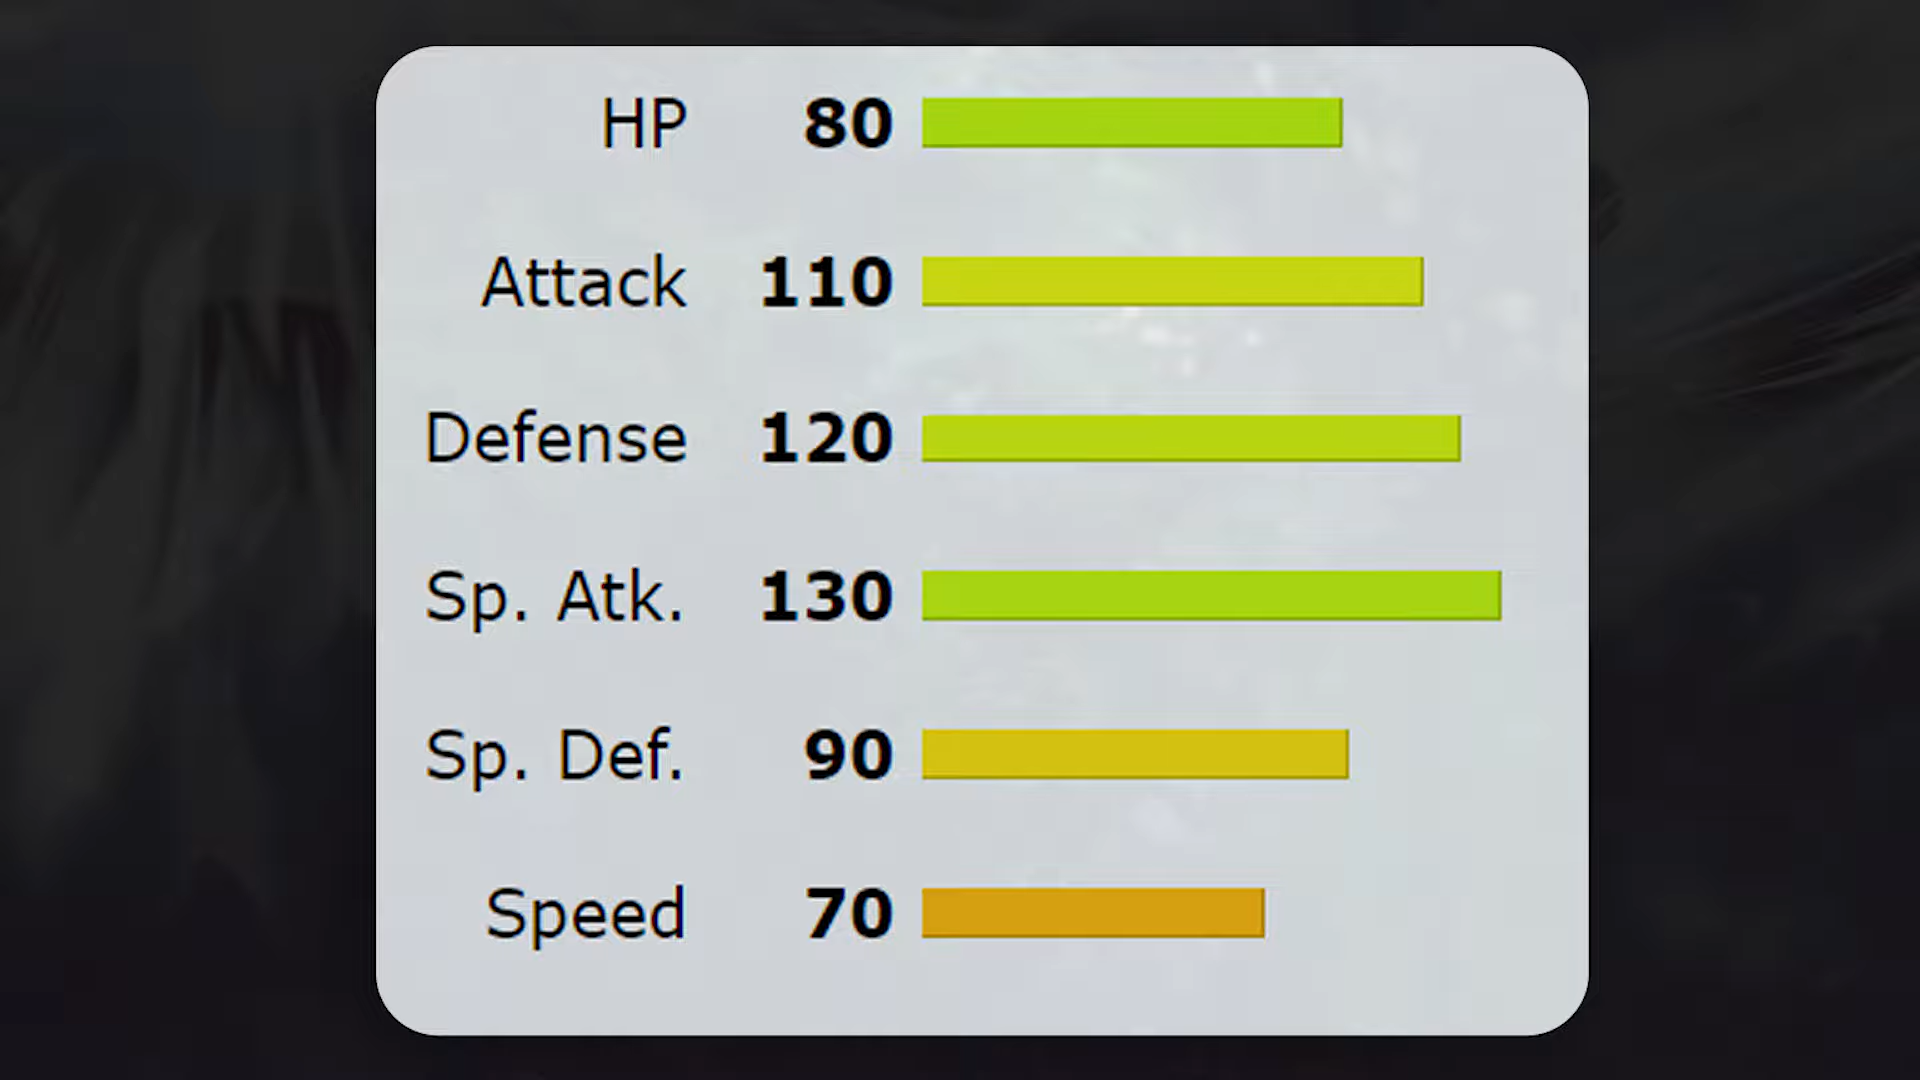 HP 80
Attack 110
Defense 120
Sp. Atk. 130
Sp. Def. 90
Speed 70